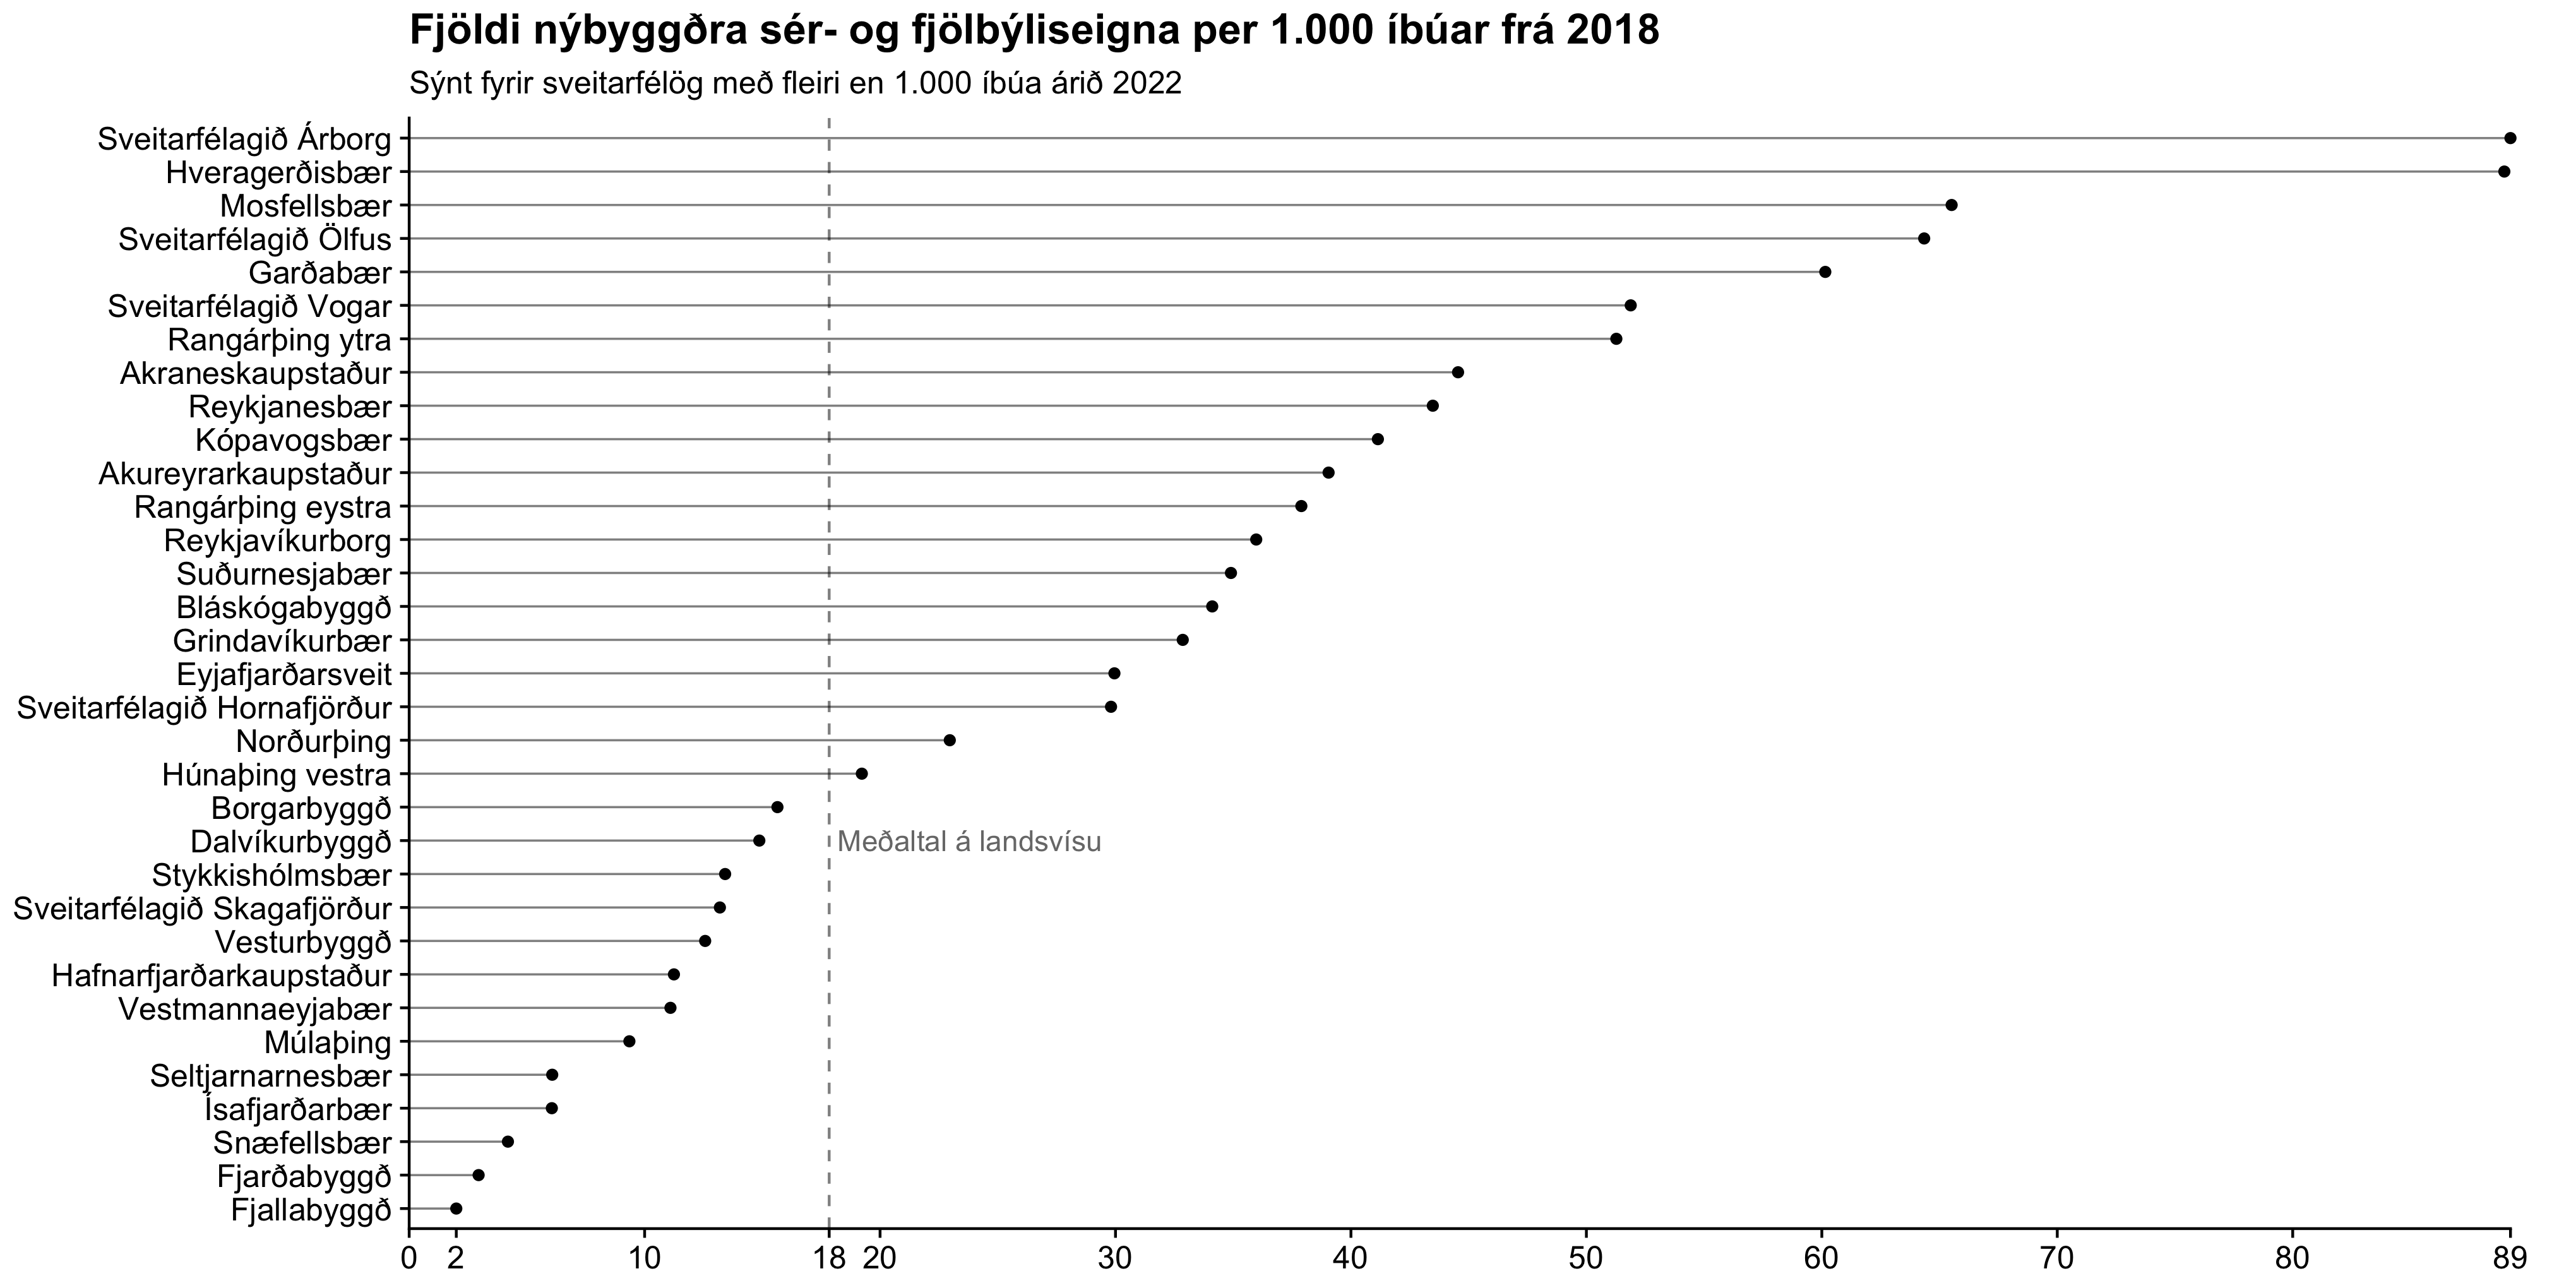 Fjöldi nýbyggðra sér- og fjölbýliseigna per 1.000 íbúar frá 2018
Sýnt fyrir sveitarfélög með fleiri en 1.000 íbúa árið 2022
Sveitarfélagið Árborg
Hveragerðisbær
Mosfellsbær
Sveitarfélagið Ölfus
Garðabær
Sveitarfélagið Vogar
Rangárþing ytra
Akraneskaupstaður
Reykjanesbær
Kópavogsbær
Akureyrarkaupstaður
Rangárþing eystra
Reykjavíkurborg
Suðurnesjabær
Bláskógabyggð
Grindavíkurbær
Eyjafjarðarsveit
Sveitarfélagið Hornafjörður
Norðurþing
Húnaþing vestra
Borgarbyggð
Dalvíkurbyggð
Meðaltal á landsvísu
Stykkishólmsbær
Sveitarfélagið Skagafjörður
Vesturbyggð
Hafnarfjarðarkaupstaður
Vestmannaeyjabær
Múlaþing
Seltjarnarnesbær
Ísafjarðarbær
Snæfellsbær
Fjarðabyggð
Fjallabyggð
0 2 10 18 20 30 40 50 60 70 80 89